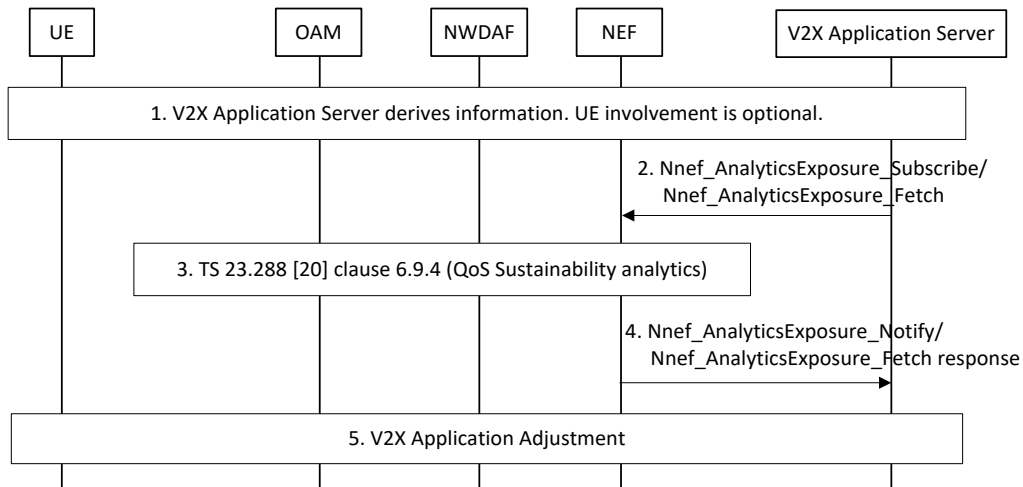 UE
OAM
NWDAF
NEF
V2X Application Server
1. V2X Application Server derives information. UE involvement is optional.
2. Nnef_AnalyticsExposure_Subscribe/
Nnef_AnalyticsExposure_Fetch
3. TS 23.288 [20] clause 6.9.4 (QoS Sustainability analytics)
4. Nnef_AnalyticsExposure_Notify/
Nnef_AnalyticsExposure_Fetch response
5. V2X Application Adjustment